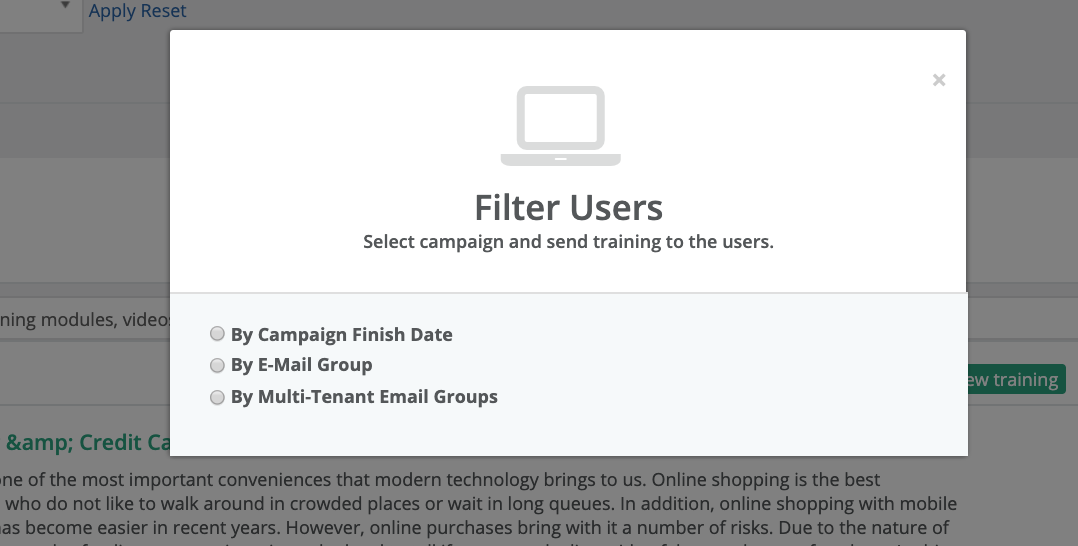 Apply Reset
×
Filter Users
Select campaign and send training to the users.
ning modules, videos
By Campaign Finish Date
By E-Mail Group
By Multi-Tenant Email Groups
ew training
&amp; Credit Ca
one of the most important conveniences that modern technology brings to us. Online shopping is the best
who do not like to walk around in crowded places or wait in long queues. In addition, online shopping with mobile
has become easier in recent years. However, online purchases bring with it a number of risks. Due to the nature of